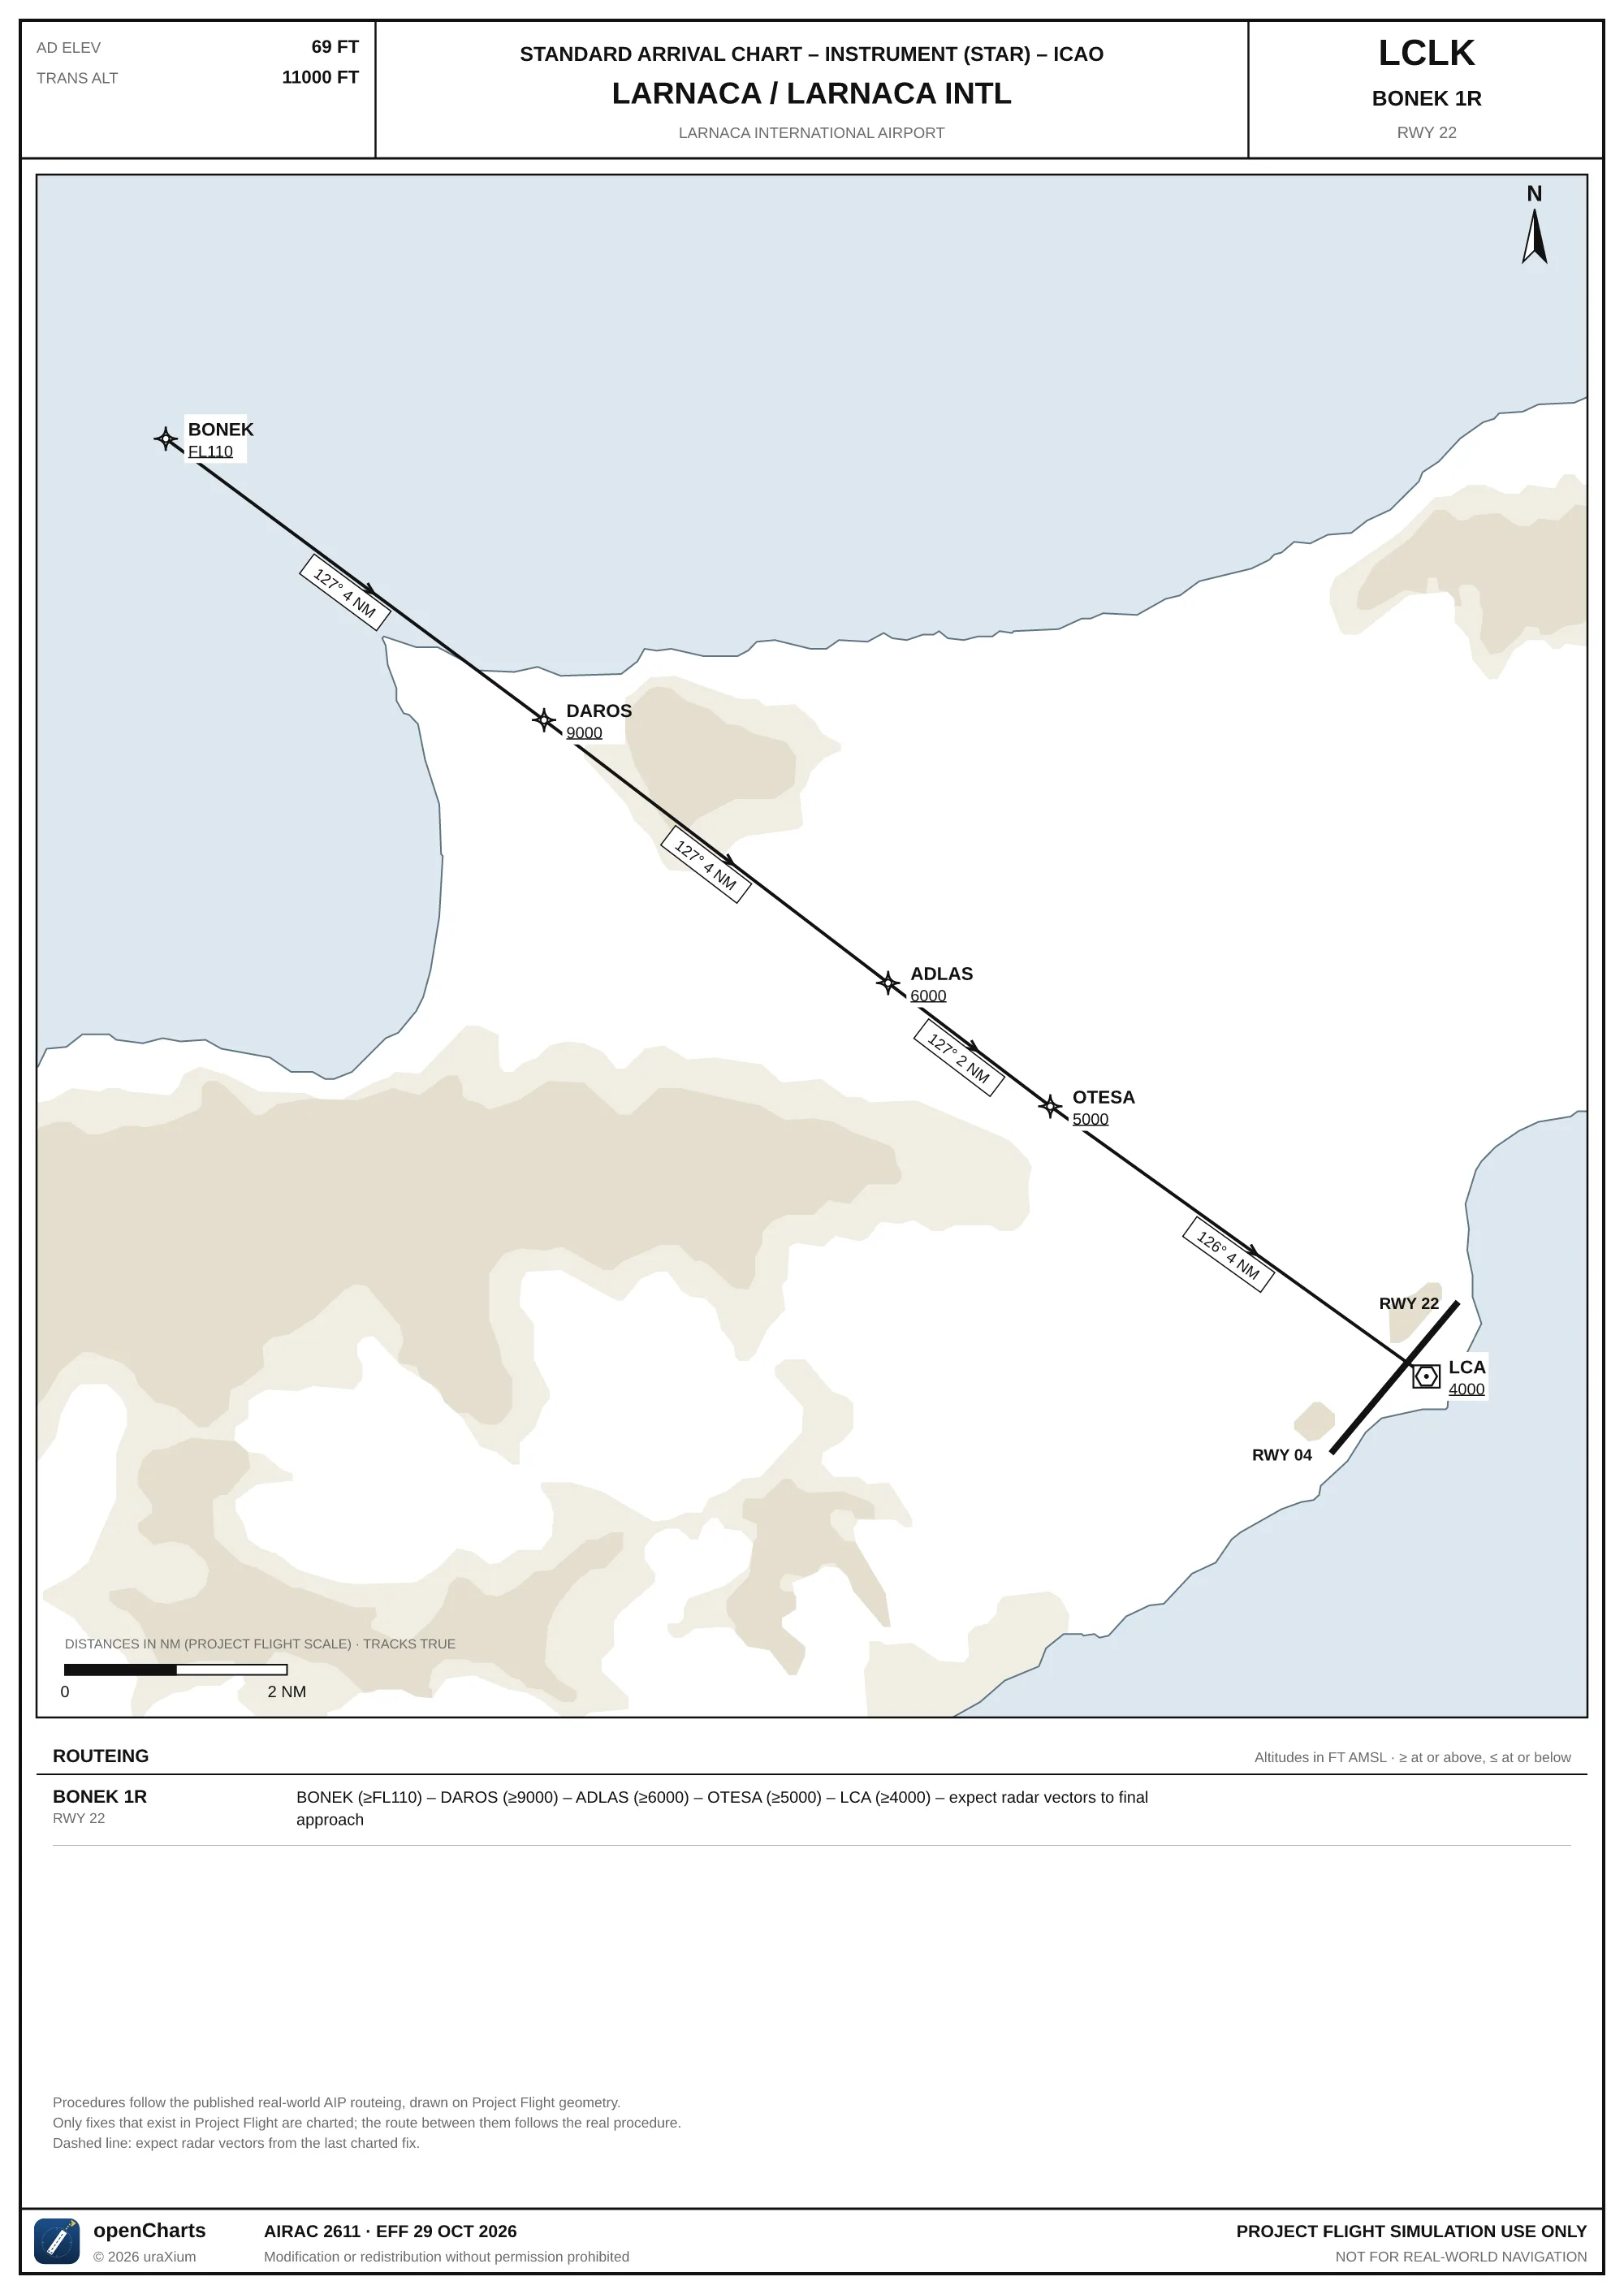 AD ELEV 69 FT
TRANS ALT 11000 FT
STANDARD ARRIVAL CHART – INSTRUMENT (STAR) – ICAO
LARNACA / LARNACA INTL
LARNACA INTERNATIONAL AIRPORT
LCLK
BONEK 1R
RWY 22
N
BONEK
FL110
127° 4 NM
DAROS
9000
127° 4 NM
ADLAS
6000
127° 2 NM
OTESA
5000
126° 4 NM
RWY 22
LCA
4000
RWY 04
DISTANCES IN NM (PROJECT FLIGHT SCALE) · TRACKS TRUE
0 2 NM
ROUTEING
Altitudes in FT AMSL · ≥ at or above, ≤ at or below
BONEK 1R
RWY 22
BONEK (≥FL110) – DAROS (≥9000) – ADLAS (≥6000) – OTESA (≥5000) – LCA (≥4000) – expect radar vectors to final
approach
Procedures follow the published real-world AIP routeing, drawn on Project Flight geometry.
Only fixes that exist in Project Flight are charted; the route between them follows the real procedure.
Dashed line: expect radar vectors from the last charted fix.
openCharts
© 2026 uraXium
AIRAC 2611 · EFF 29 OCT 2026
Modification or redistribution without permission prohibited
PROJECT FLIGHT SIMULATION USE ONLY
NOT FOR REAL-WORLD NAVIGATION